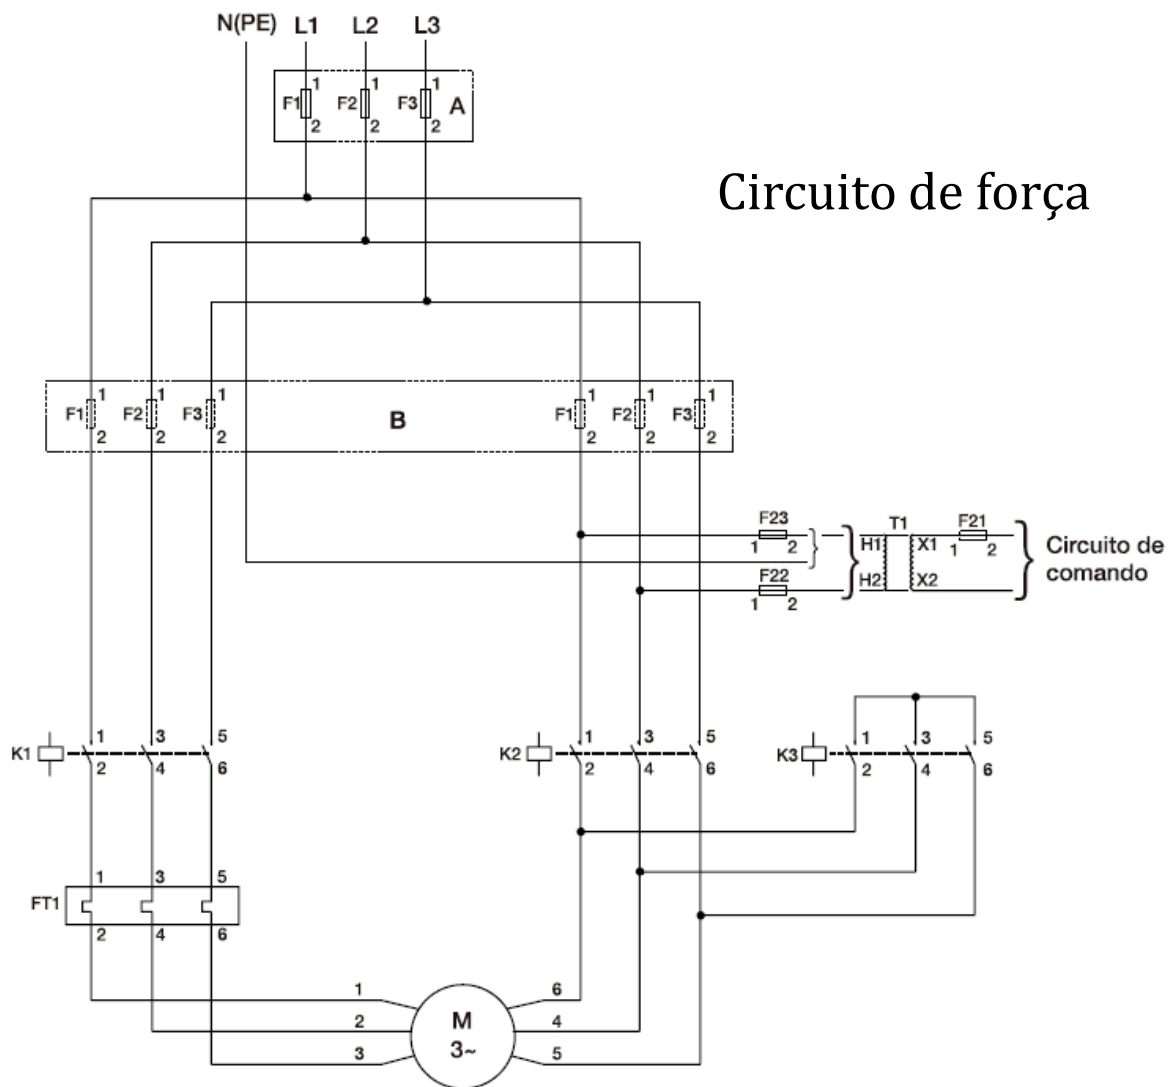 N(PE) L1 L2 L3
1 1 1
F1 F2 F3 A
2 2 2
Circuito de força
1 1 1 1 1 1
F1 F2 F3 B F1 F2 F3
2 2 2 2 2 2
F23 T1 F21
1 2 H1 X1 1 2
Circuito de
comando
F22 H2 X2
1 2
1 3 5 1 3 5 1 3 5
K1 K2 K3
2 4 6 2 4 6 2 4 6
1 3 5
FT1
2 4 6
1 6
2 M 4
3~
3 5